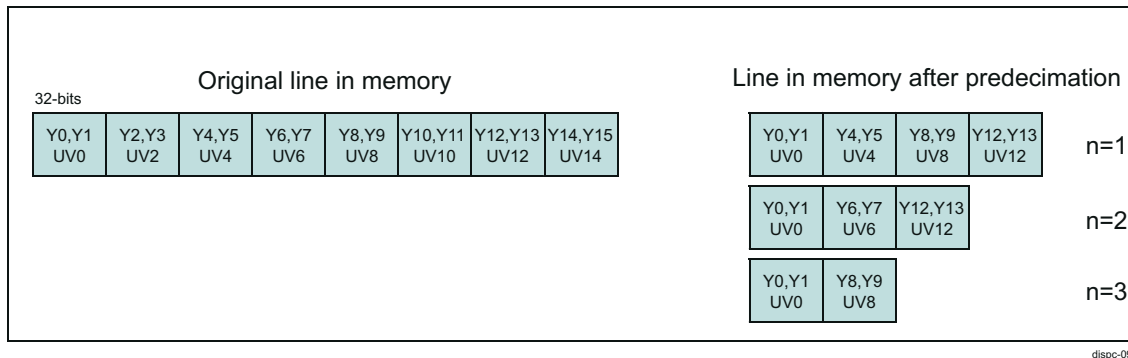 Original line in memory
32-bits
Y0,Y1 Y2,Y3 Y4,Y5 Y6,Y7 Y8,Y9 Y10,Y11 Y12,Y13 Y14,Y15
UV0 UV2 UV4 UV6 UV8 UV10 UV12 UV14
Line in memory after predecimation
Y0,Y1 Y4,Y5 Y8,Y9 Y12,Y13
UV0 UV4 UV8 UV12
n=1
Y0,Y1 Y6,Y7 Y12,Y13
UV0 UV6 UV12
n=2
Y0,Y1 Y8,Y9
UV0 UV8
n=3